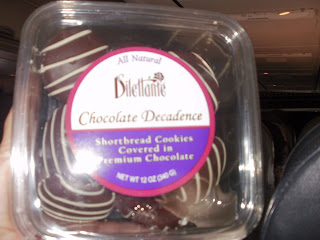 All Natural
Dilettante
Chocolate Decadence
Shortbread Cookies
Covered in
Premium Chocolate
NET WT 12 OZ (340 G)